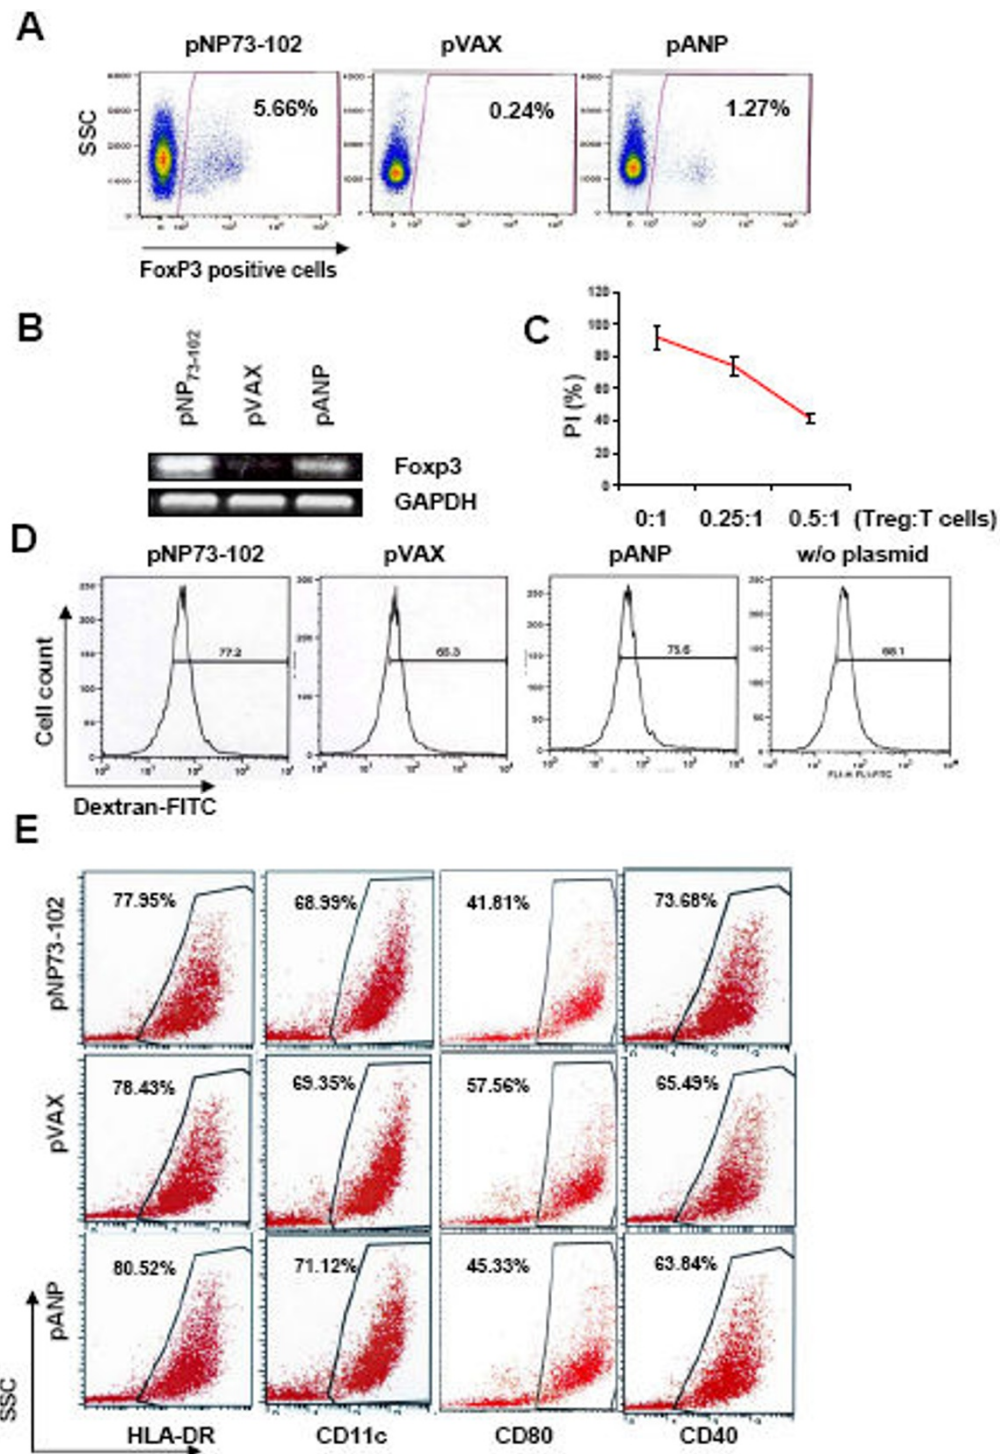 A
pNP73-102 pVAX pANP
5.66% 0.24% 1.27%
SSC
FoxP3 positive cells
B
pNP73-102 pVAX pANP
Foxp3
GAPDH
C
120
100
80
60
40
20
0
PI (%)
0:1 0.25:1 0.5:1 (Treg:T cells)
D
pNP73-102 pVAX pANP w/o plasmid
77.2 75.6 68.1
Cell count
Dextran-FITC
E
pNP73-102
77.95% 68.99% 41.81% 73.68%
pVAX
78.43% 69.35% 57.56% 65.49%
pANP
80.52% 71.12% 45.33% 63.84%
SSC
HLA-DR CD11c CD80 CD40